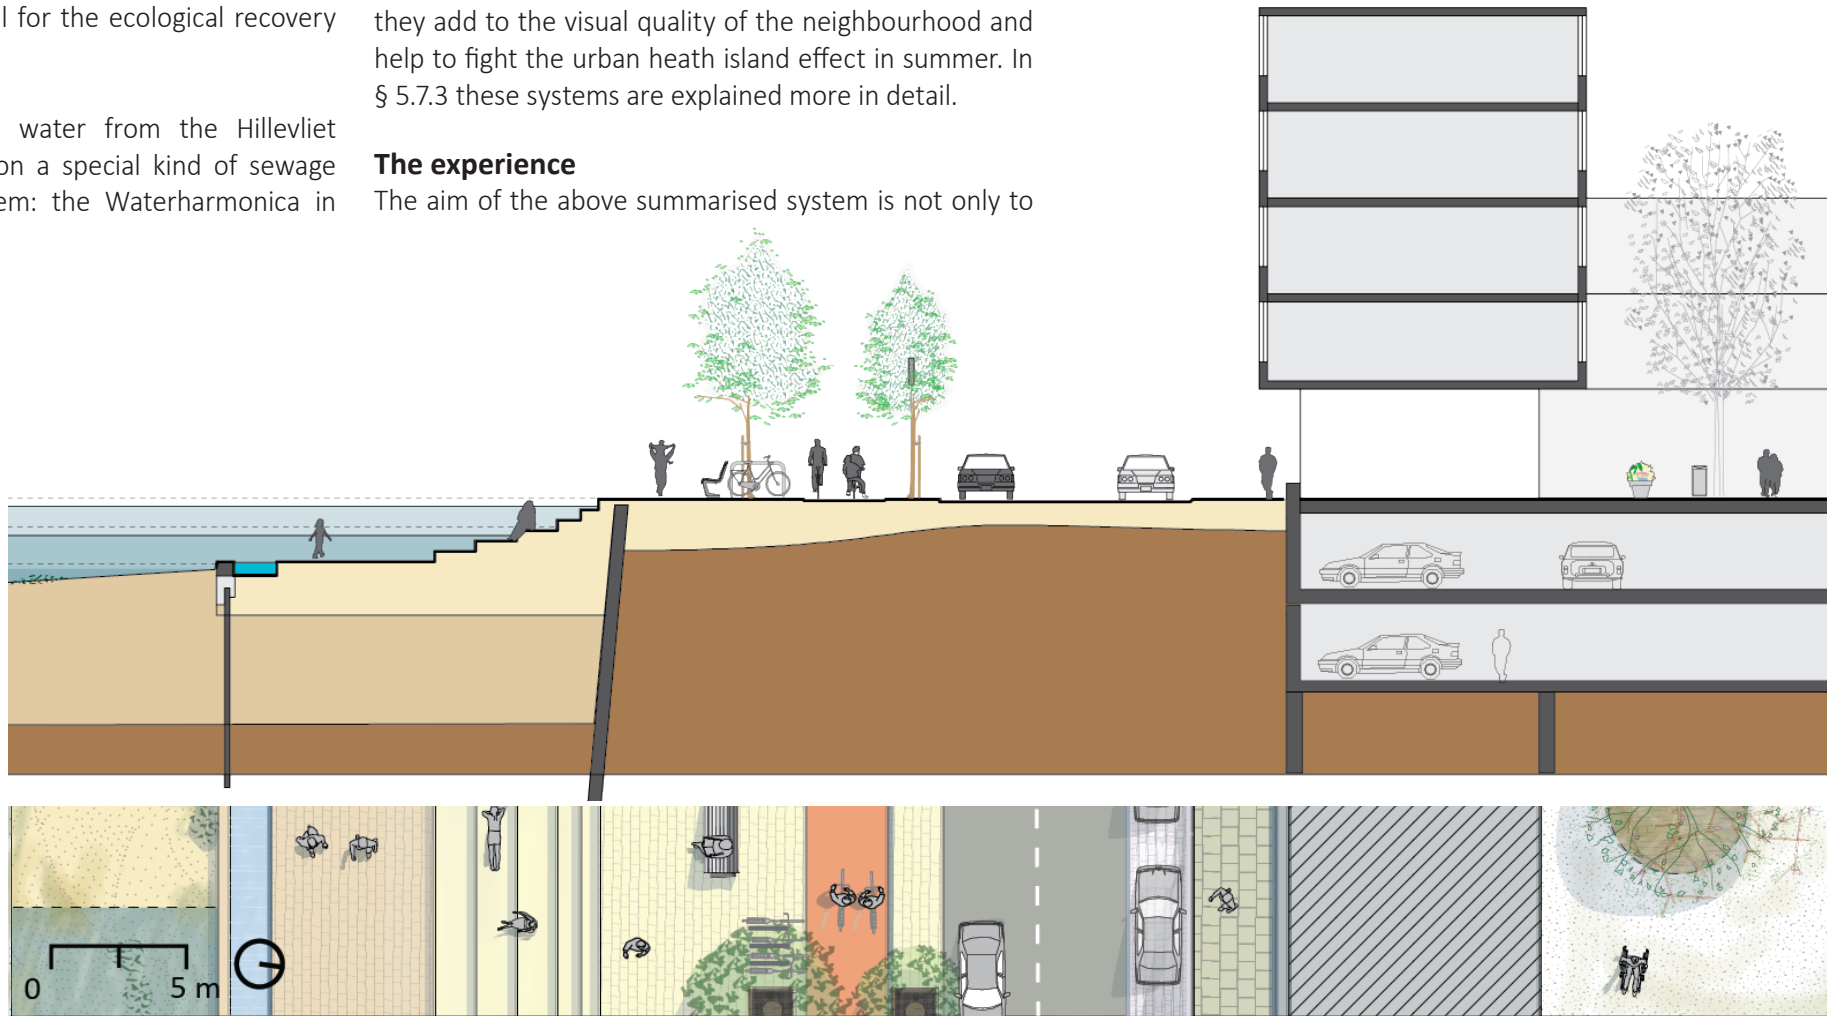 l for the ecological recovery
water from the Hillevliet
on a special kind of sewage
em: the Waterharmonica in
they add to the visual quality of the neighbourhood and
help to fight the urban heath island effect in summer. In
§ 5.7.3 these systems are explained more in detail.
The experience
The aim of the above summarised system is not only to
0 5 m